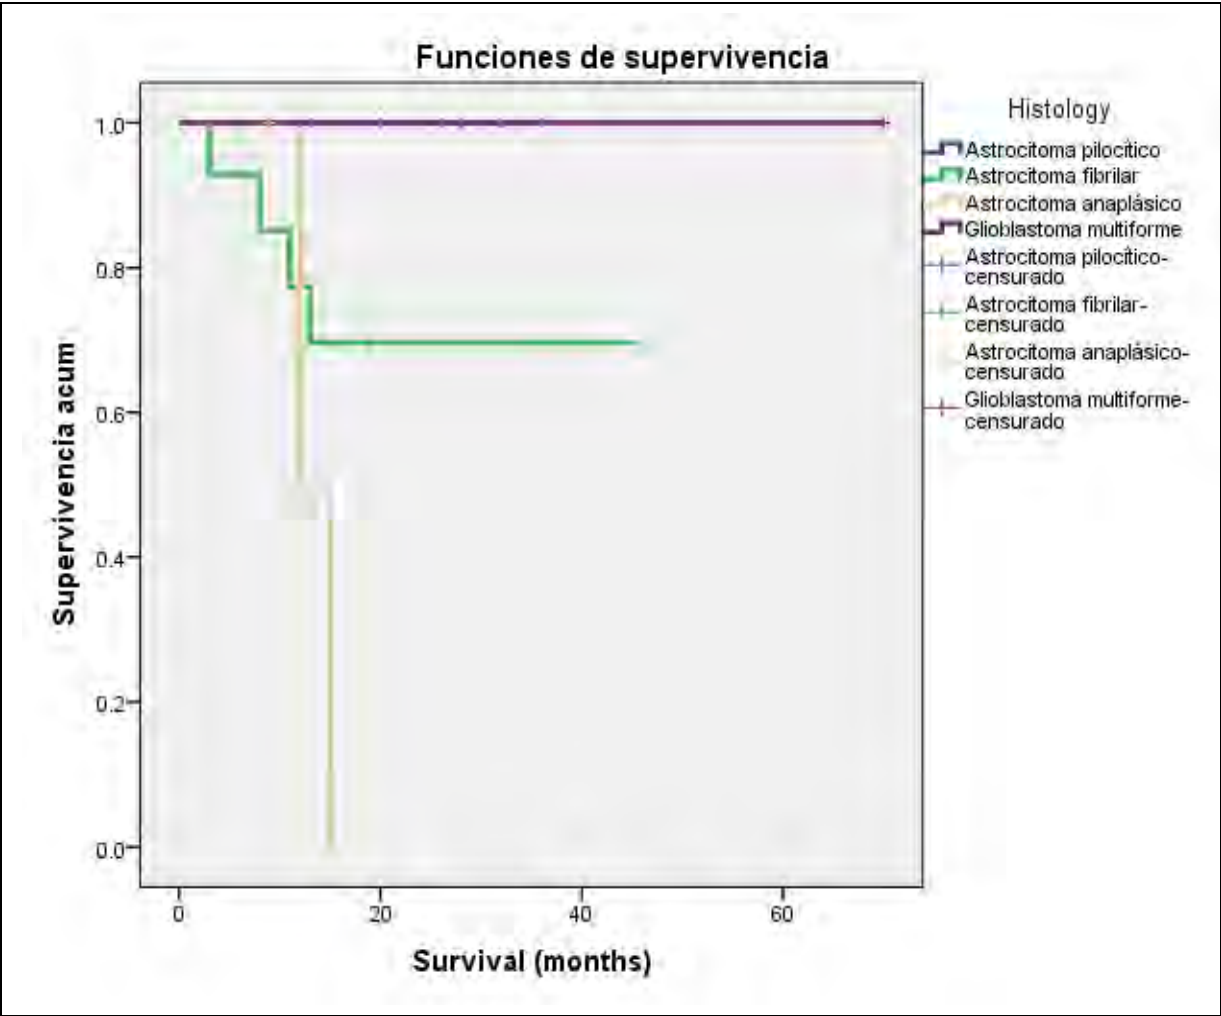 Funciones de supervivencia
Histology
Astrocitoma pilocítico
Astrocitoma fibrilar
Astrocitoma anaplásico
Glioblastoma multiforme
Astrocitoma pilocítico-
censurado
Astrocitoma fibrilar-
censurado
Astrocitoma anaplásico-
censurado
Glioblastoma multiforme-
censurado
Supervivencia acum
1.0
0.8
0.6
0.4
0.2
0.0
0 20 40 60
Survival (months)